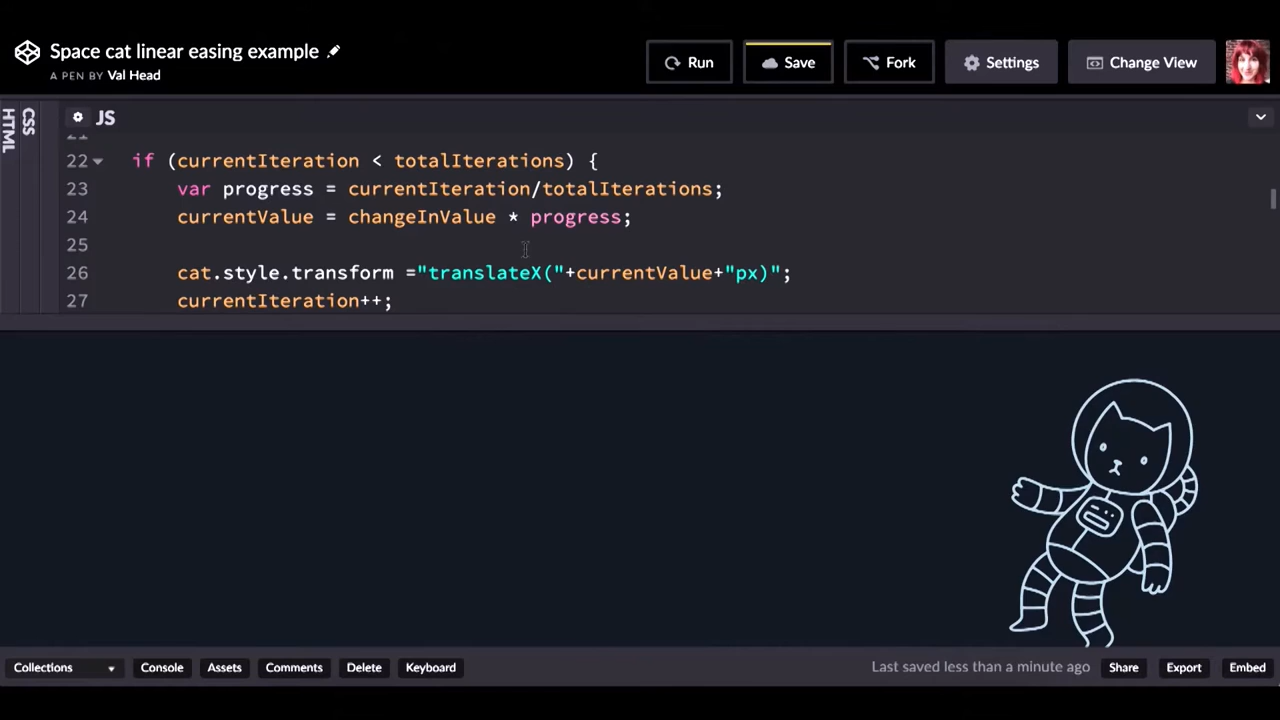 Space cat linear easing example
A PEN BY Val Head
Run
Save
Fork
Settings
Change View
HTML
CSS
JS
22 if (currentIteration < totalIterations) {
23 var progress = currentIteration/totalIterations;
24 currentValue = changeInValue * progress;
25
26 cat.style.transform ="translateX("+currentValue+"px)";
27 currentIteration++;
Collections
Console
Assets
Comments
Delete
Keyboard
Last saved less than a minute ago
Share
Export
Embed